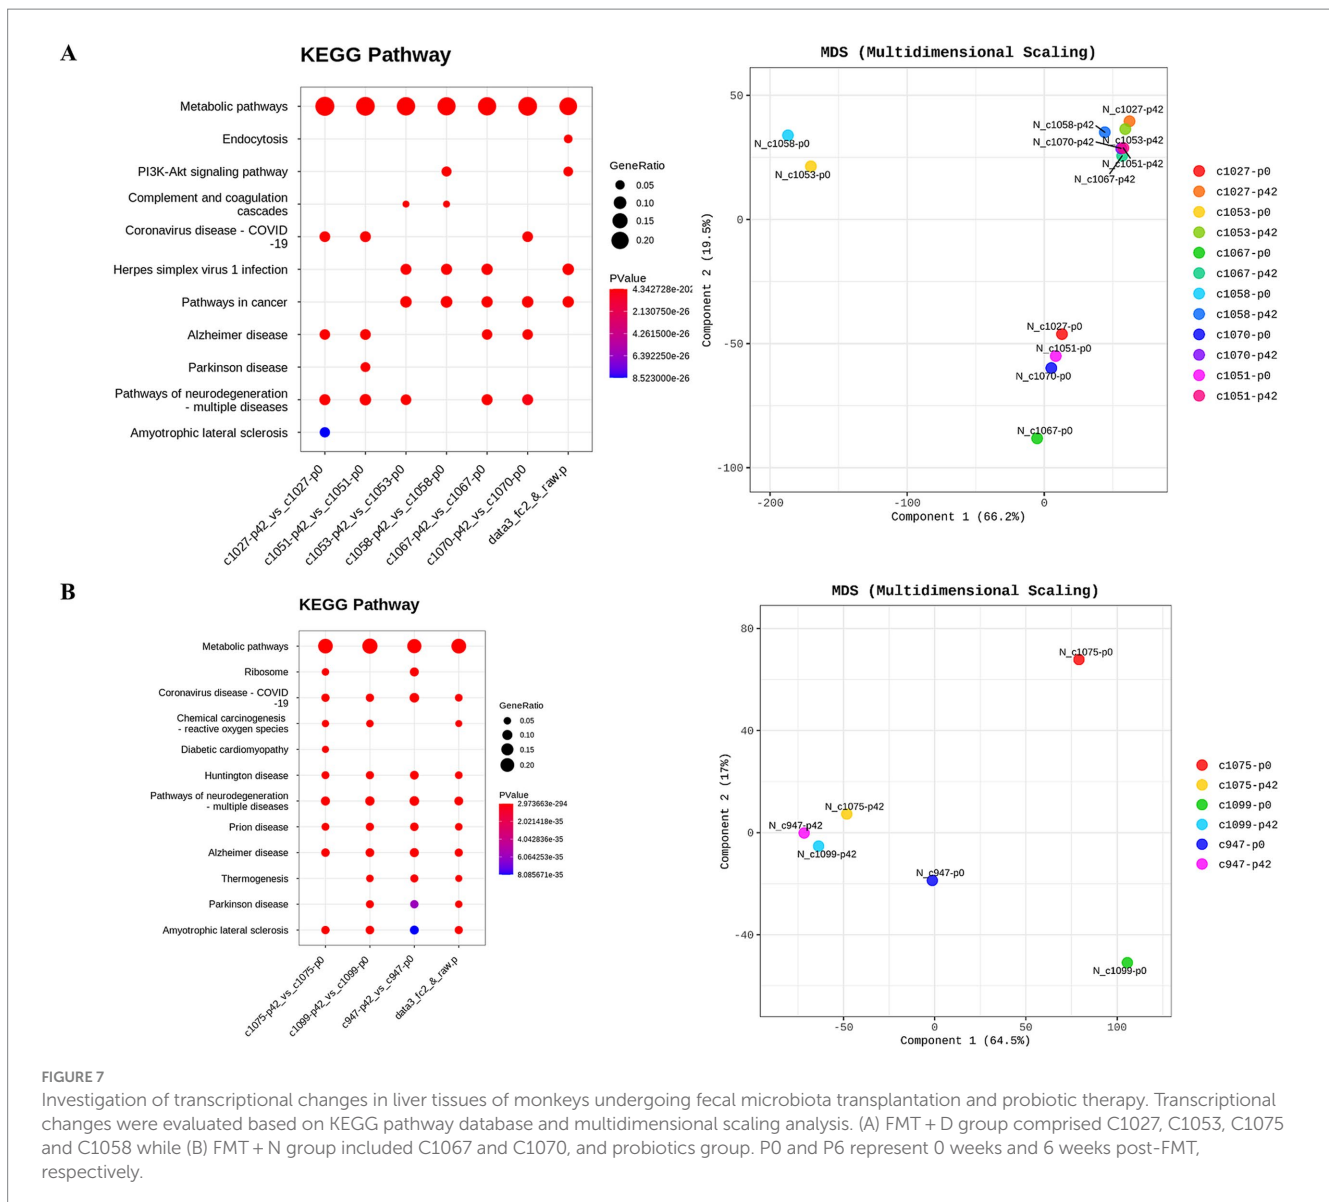 A
KEGG Pathway
Metabolic pathways
Endocytosis
PI3K-Akt signaling pathway
Complement and coagulation
cascades
Coronavirus disease - COVID
-19
Herpes simplex virus 1 infection
Pathways in cancer
Alzheimer disease
Parkinson disease
Pathways of neurodegeneration
- multiple diseases
Amyotrophic lateral sclerosis
c1027-p42_vs_c1027-p0
c1051-p42_vs_c1051-p0
c1053-p42_vs_c1053-p0
c1058-p42_vs_c1058-p0
c1067-p42_vs_c1067-p0
c1070-p42_vs_c1070-p0
data3_fc2_&_raw.p
GeneRatio
0.05
0.10
0.15
0.20
PValue
4.342728e-202
2.130750e-26
4.261500e-26
6.392250e-26
8.523000e-26
MDS (Multidimensional Scaling)
Component 2 (19.5%)
50
0
-50
-100
N_c1058-p0
N_c1053-p0
N_c1027-p42
N_c1058-p42
N_c1053-p42
N_c1070-p42
N_c1051-p42
N_c1067-p42
N_c1027-p0
N_c1051-p0
N_c1070-p0
N_c1067-p0
-200
-100
0
Component 1 (66.2%)
c1027-p0
c1027-p42
c1053-p0
c1053-p42
c1067-p0
c1067-p42
c1058-p0
c1058-p42
c1070-p0
c1070-p42
c1051-p0
c1051-p42
B
KEGG Pathway
Metabolic pathways
Ribosome
Coronavirus disease - COVID
-19
Chemical carcinogenesis
- reactive oxygen species
Diabetic cardiomyopathy
Huntington disease
Pathways of neurodegeneration
- multiple diseases
Prion disease
Alzheimer disease
Thermogenesis
Parkinson disease
Amyotrophic lateral sclerosis
c1075-p42_vs_c1075-p0
c1099-p42_vs_c1099-p0
c947-p42_vs_c947-p0
data3_fc2_&_raw.p
GeneRatio
0.05
0.10
0.15
0.20
PValue
2.973663e-294
2.021418e-35
4.042836e-35
6.064253e-35
8.085671e-35
MDS (Multidimensional Scaling)
Component 2 (17%)
80
40
0
-40
N_c1075-p0
N_c1075-p42
N_c947-p42
N_c1099-p42
N_c947-p0
N_c1099-p0
-50
0
50
100
Component 1 (64.5%)
c1075-p0
c1075-p42
c1099-p0
c1099-p42
c947-p0
c947-p42
FIGURE 7
Investigation of transcriptional changes in liver tissues of monkeys undergoing fecal microbiota transplantation and probiotic therapy. Transcriptional
changes were evaluated based on KEGG pathway database and multidimensional scaling analysis. (A) FMT + D group comprised C1027, C1053, C1075
and C1058 while (B) FMT + N group included C1067 and C1070, and probiotics group. P0 and P6 represent 0 weeks and 6 weeks post-FMT,
respectively.